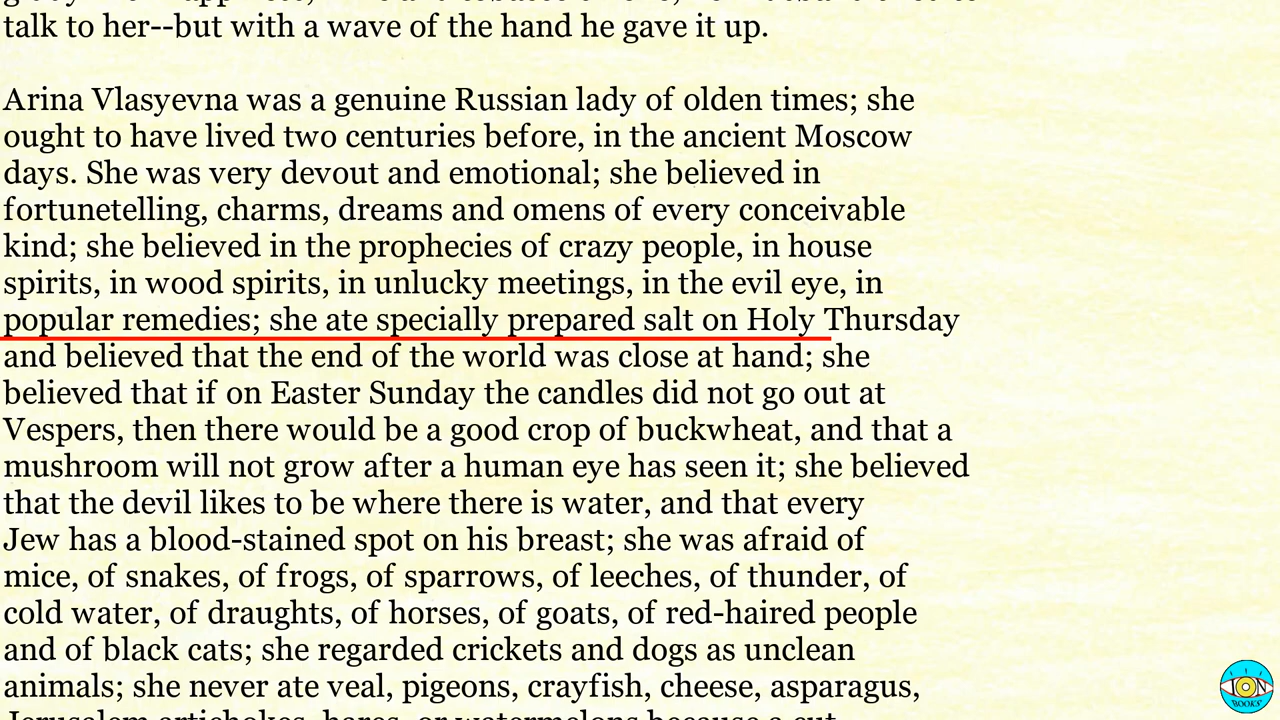 talk to her--but with a wave of the hand he gave it up.
Arina Vlasyevna was a genuine Russian lady of olden times; she
ought to have lived two centuries before, in the ancient Moscow
days. She was very devout and emotional; she believed in
fortunetelling, charms, dreams and omens of every conceivable
kind; she believed in the prophecies of crazy people, in house
spirits, in wood spirits, in unlucky meetings, in the evil eye, in
popular remedies; she ate specially prepared salt on Holy Thursday
and believed that the end of the world was close at hand; she
believed that if on Easter Sunday the candles did not go out at
Vespers, then there would be a good crop of buckwheat, and that a
mushroom will not grow after a human eye has seen it; she believed
that the devil likes to be where there is water, and that every
Jew has a blood-stained spot on his breast; she was afraid of
mice, of snakes, of frogs, of sparrows, of leeches, of thunder, of
cold water, of draughts, of horses, of goats, of red-haired people
and of black cats; she regarded crickets and dogs as unclean
animals; she never ate veal, pigeons, crayfish, cheese, asparagus,
Jerusalem artichokes, hares, or watermelons because a cut
ION
BOOKS